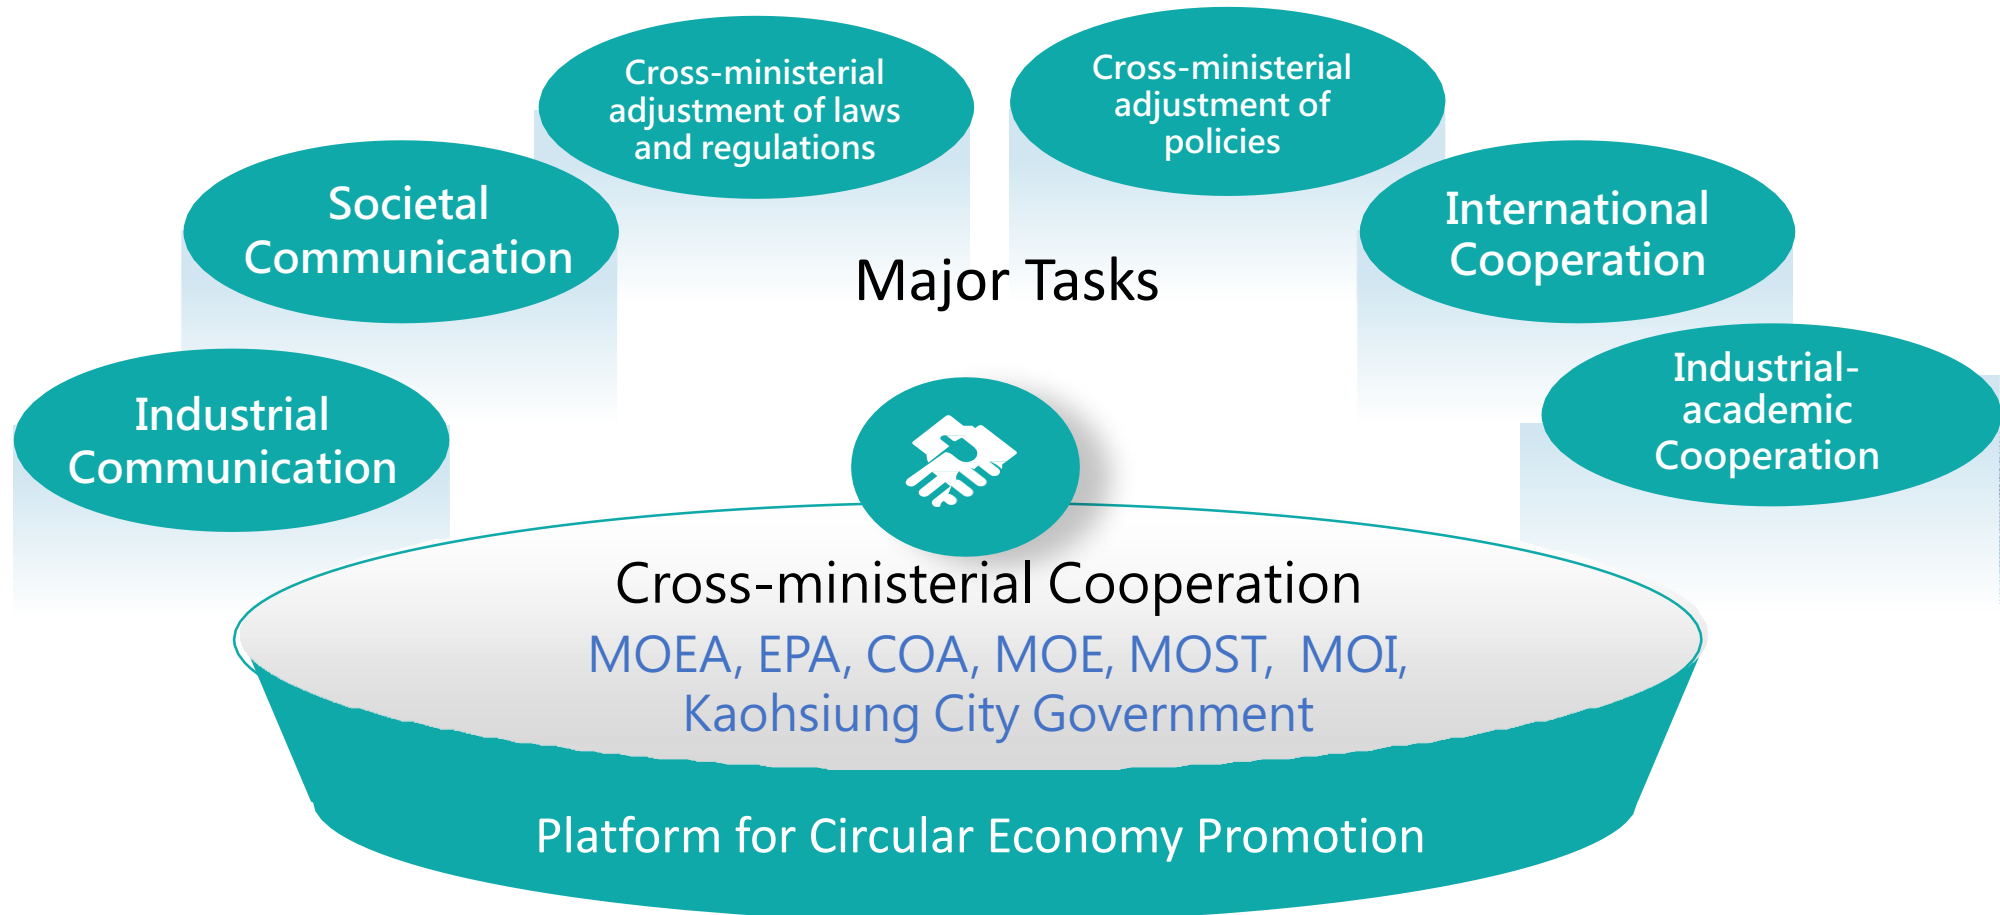 Cross-ministerial
adjustment of laws
and regulations
Cross-ministerial
adjustment of
policies
Societal
Communication
International
Cooperation
Major Tasks
Industrial
Communication
Industrial-
academic
Cooperation
Cross-ministerial Cooperation
MOEA, EPA, COA, MOE, MOST, MOI,
Kaohsiung City Government
Platform for Circular Economy Promotion